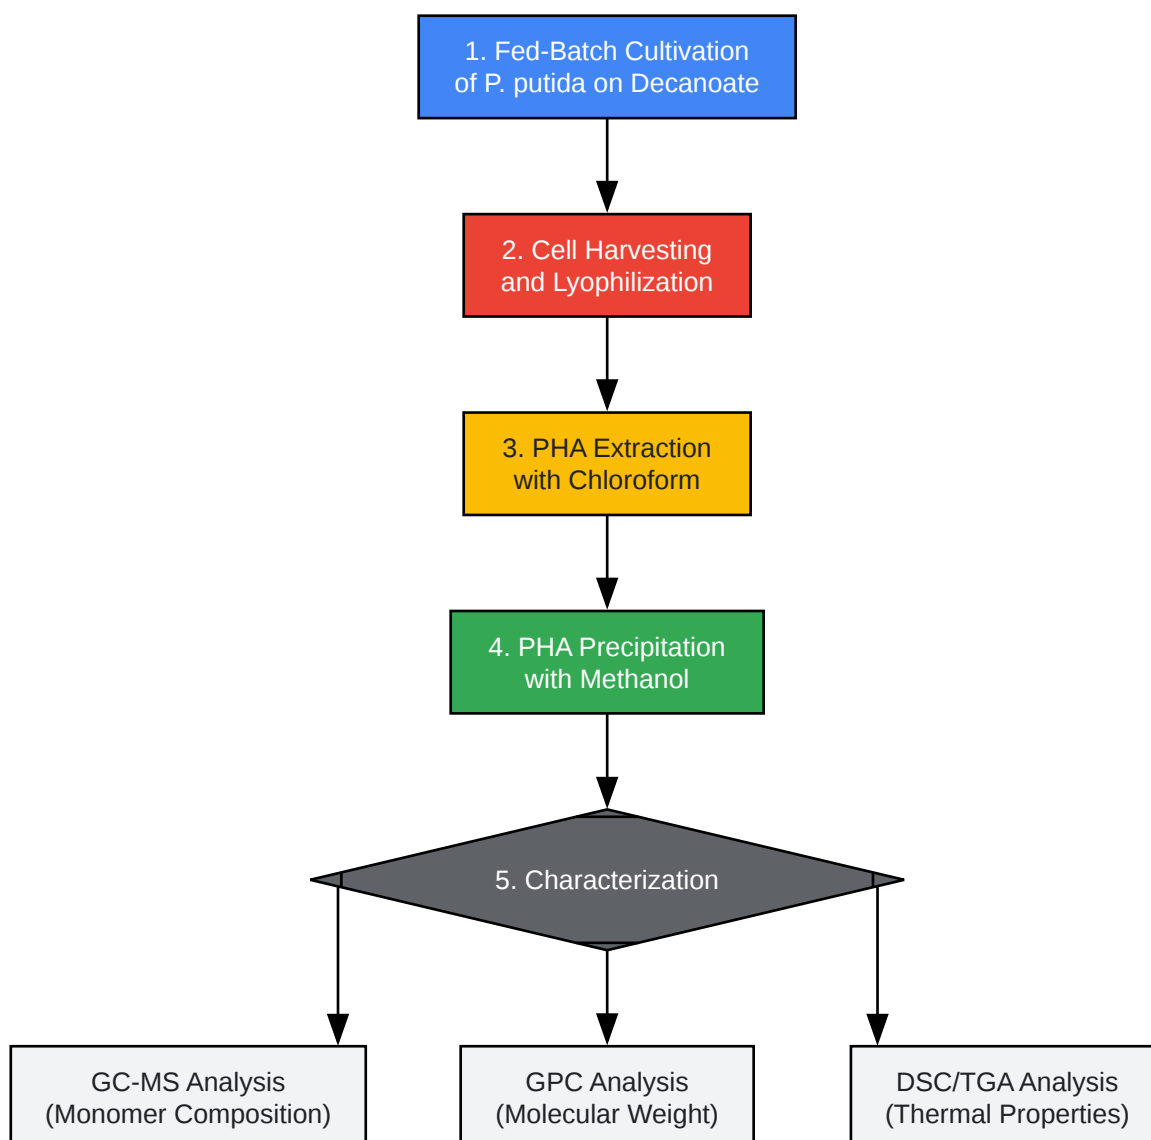 1. Fed-Batch Cultivation
of P. putida on Decanoate
2. Cell Harvesting
and Lyophilization
3. PHA Extraction
with Chloroform
4. PHA Precipitation
with Methanol
5. Characterization
GC-MS Analysis
(Monomer Composition)
GPC Analysis
(Molecular Weight)
DSC/TGA Analysis
(Thermal Properties)